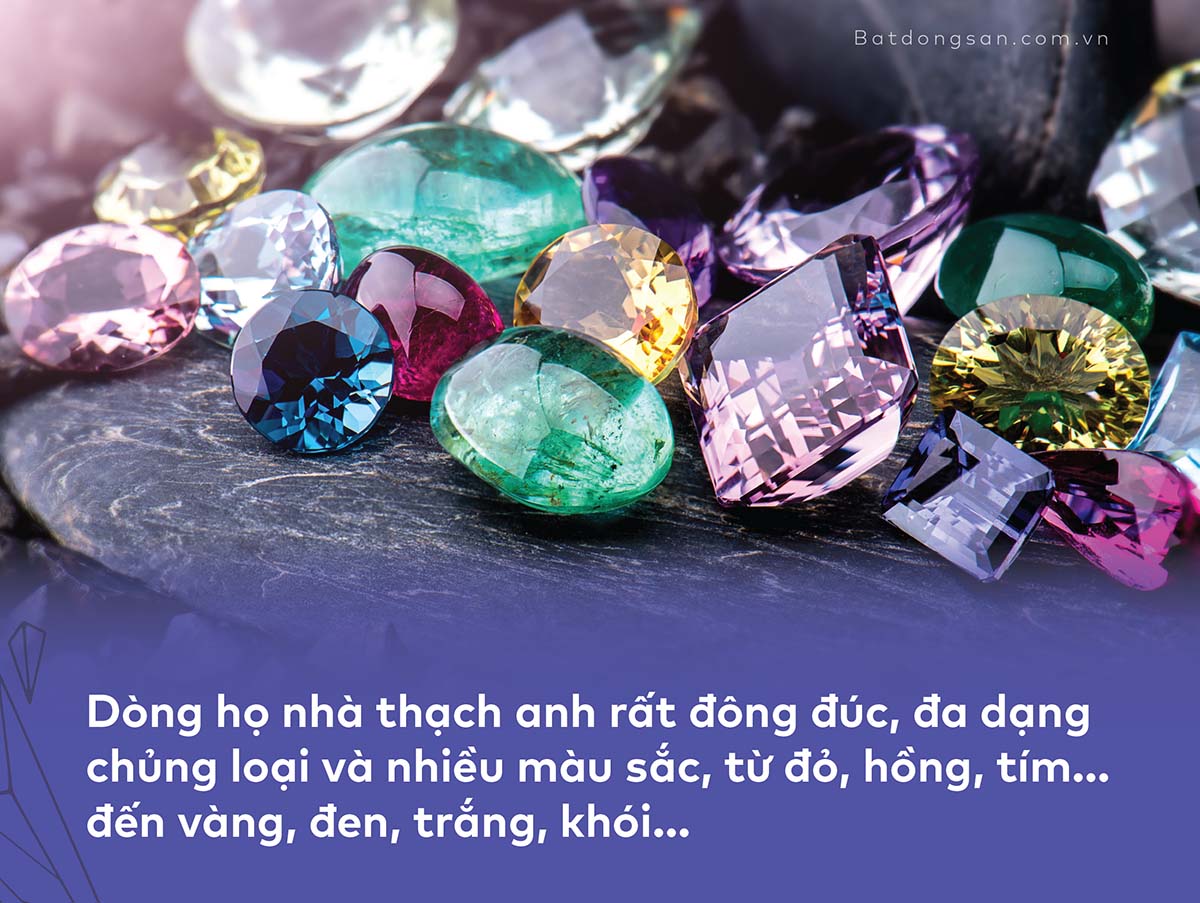 Batdongsan.com.vn
Dòng họ nhà thạch anh rất đông đúc, đa dạng
chủng loại và nhiều màu sắc, từ đỏ, hồng, tím...
đến vàng, đen, trắng, khói...